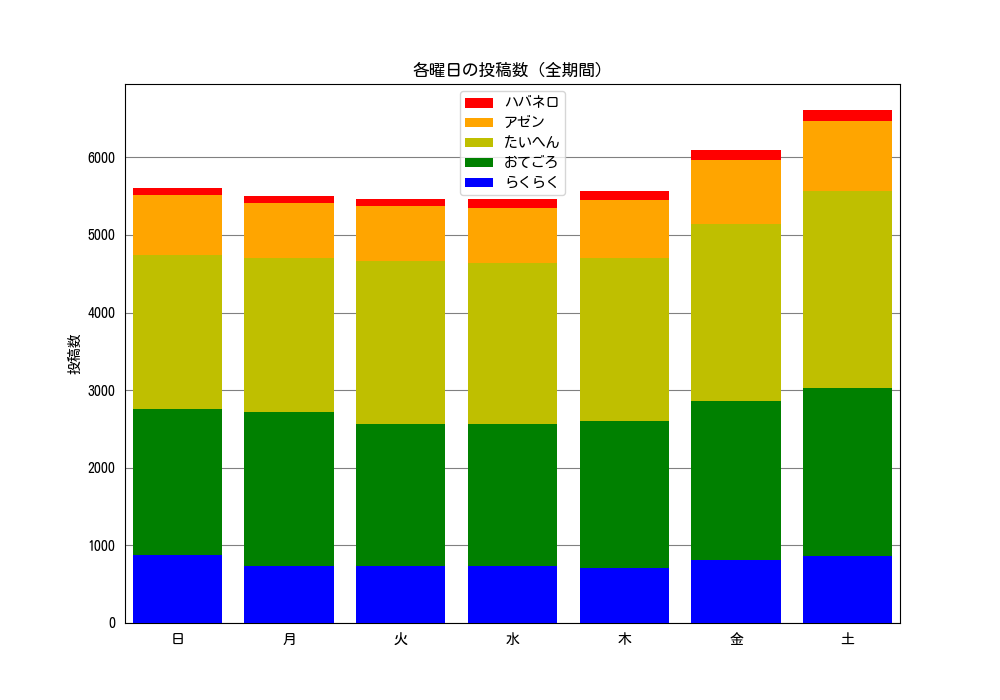 各曜日の投稿数（全期間）
ハバネロ
アゼン
たいへん
おてごろ
らくらく
投稿数
6000
5000
4000
3000
2000
1000
0
日 月 火 水 木 金 土